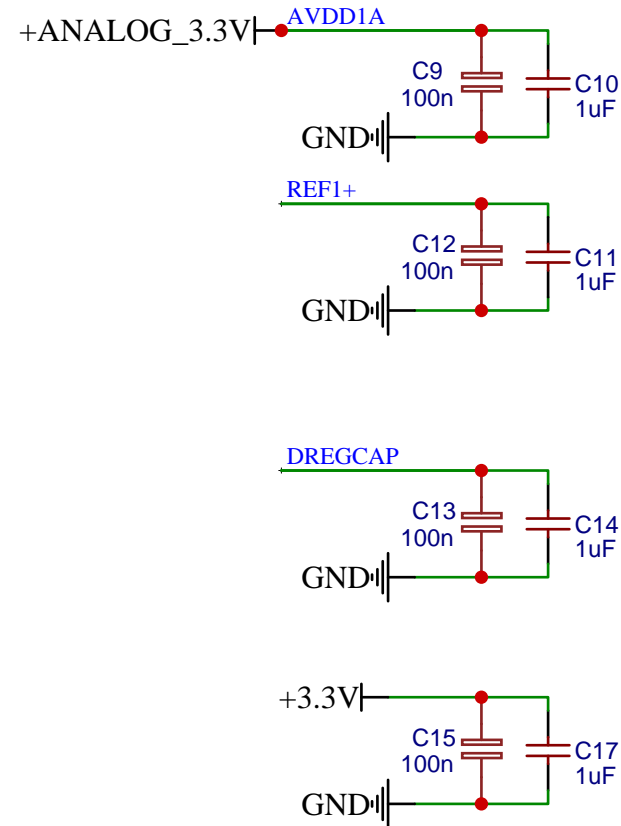 AVDD1A
+ANALOG_3.3V
C9
100n
C10
1uF
GND
REF1+
C12
100n
C11
1uF
GND
DREGCAP
C13
100n
C14
1uF
GND
+3.3V
C15
100n
C17
1uF
GND